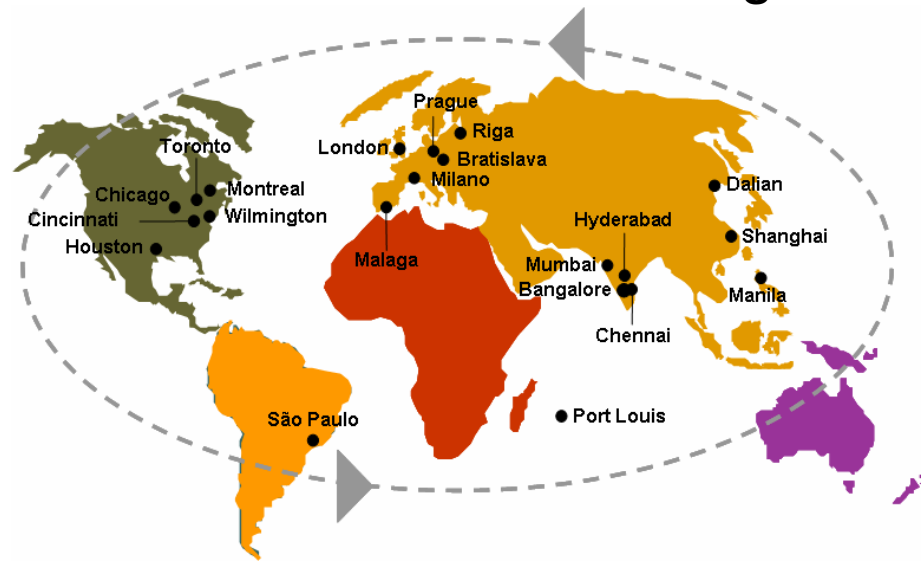 Prague
Riga
London
Bratislava
Milano
Toronto
Montreal
Chicago
Wilmington
Cincinnati
Houston
Malaga
Dalian
Hyderabad
Shanghai
Mumbai
Bangalore
Manila
Chennai
São Paulo
Port Louis